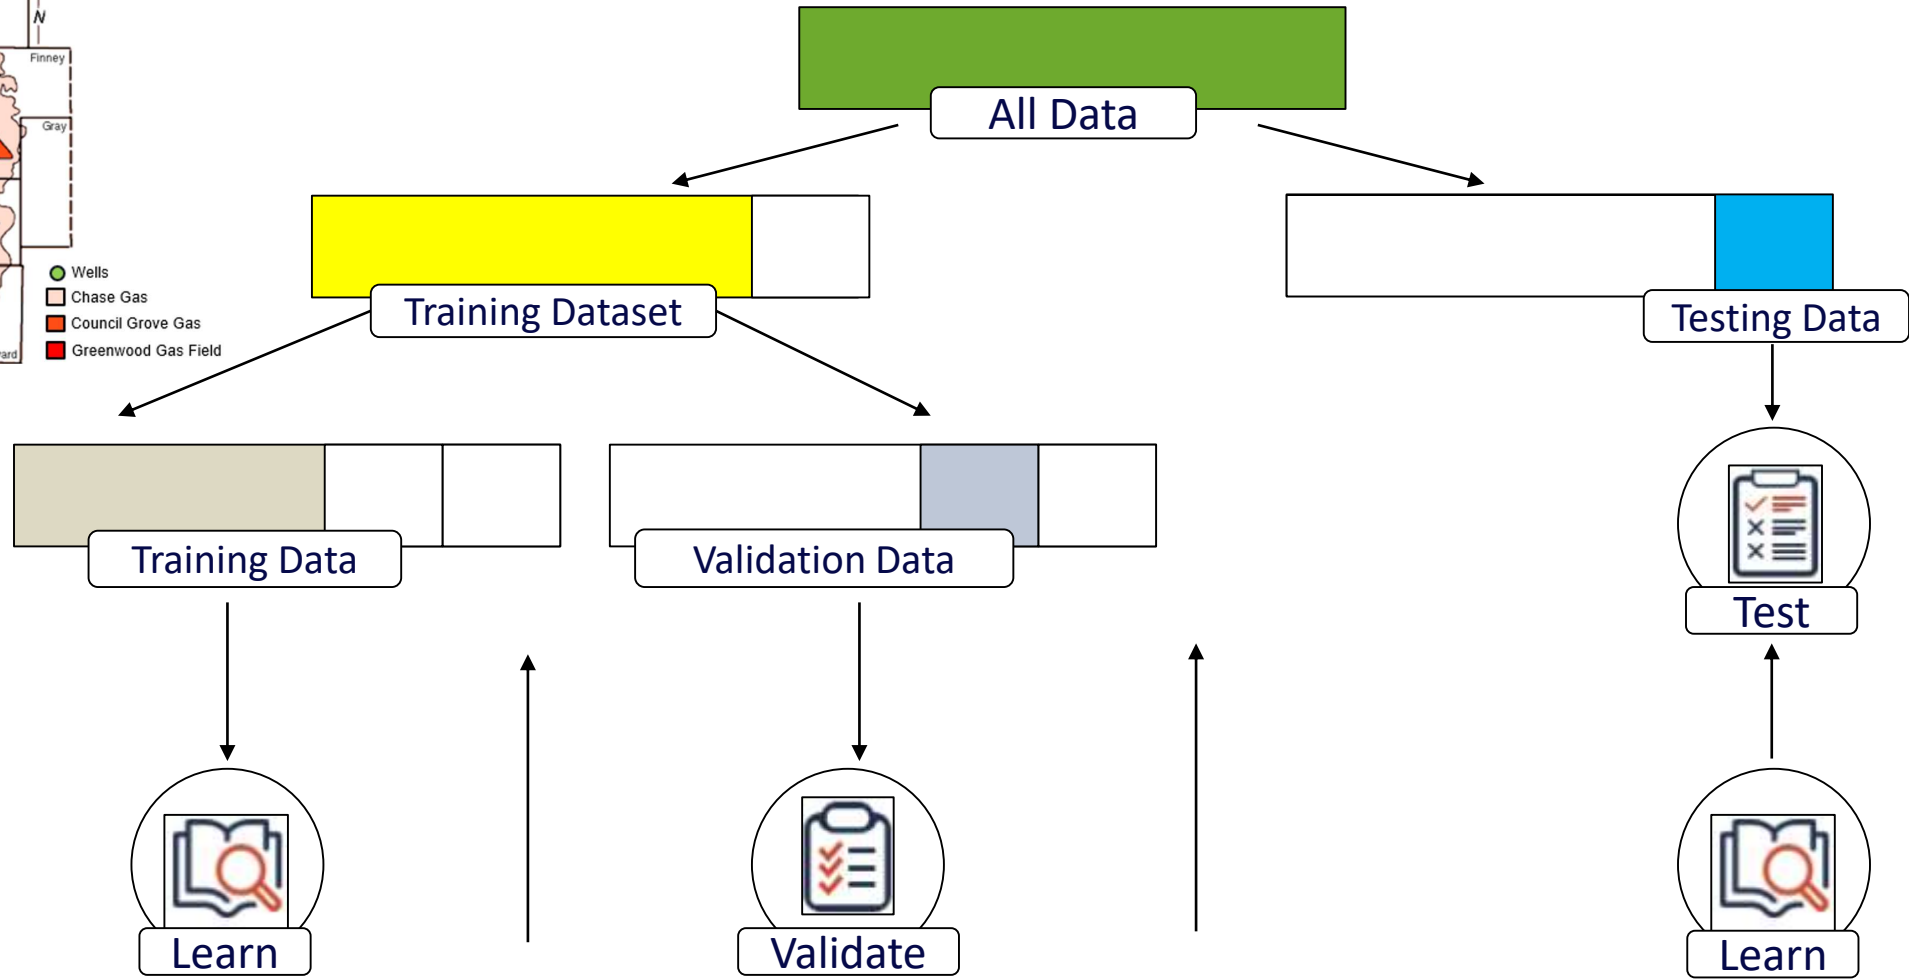 N
Finney
Gray
Wells
Chase Gas
Council Grove Gas
Greenwood Gas Field
All Data
Training Dataset
Testing Data
Training Data
Validation Data
Test
Learn
Validate
Learn